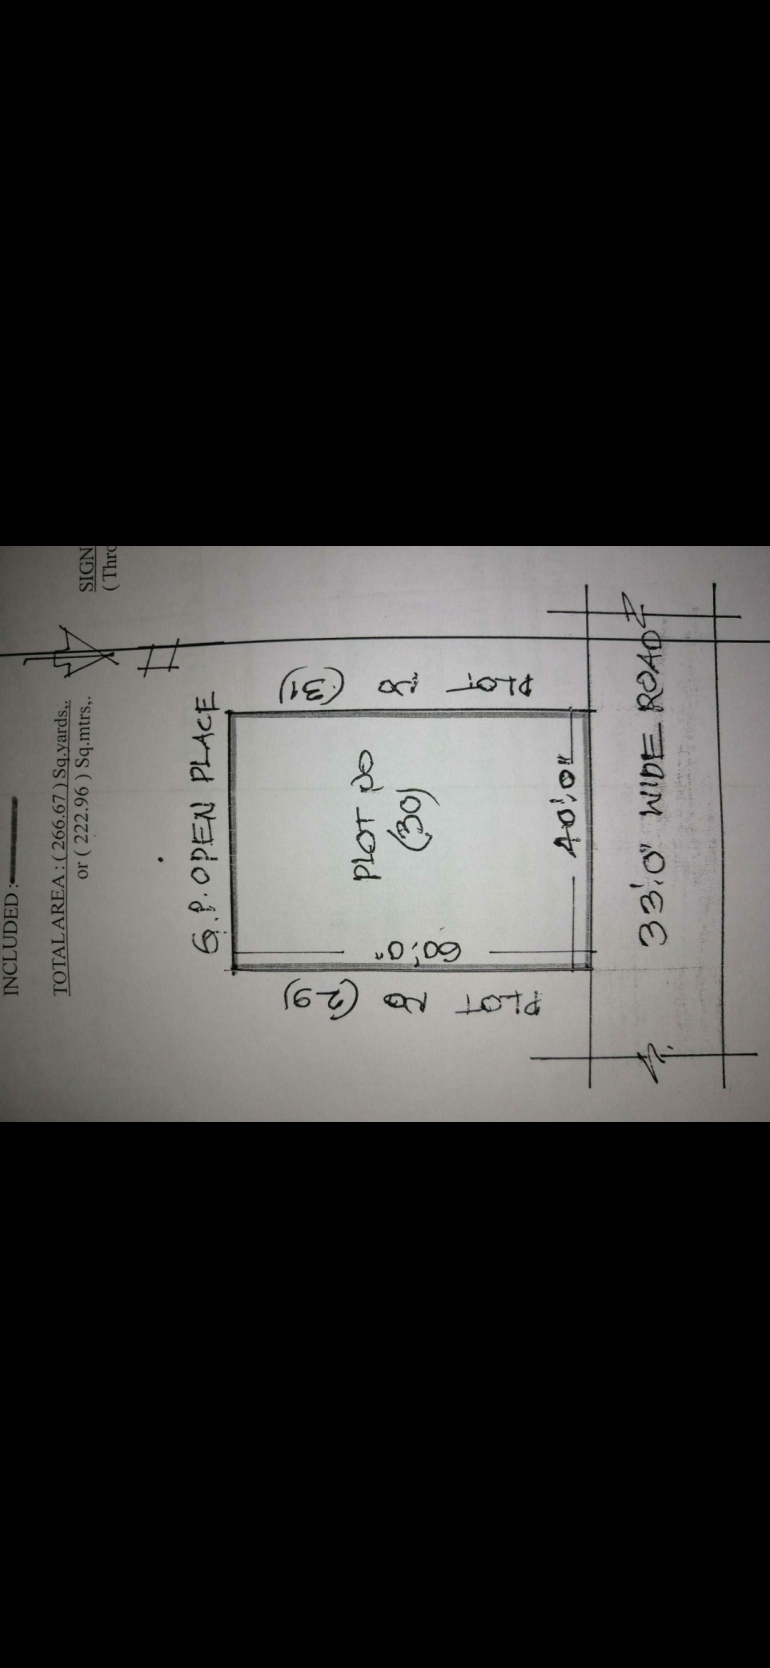 INCLUDED :-
TOTAL AREA : ( 266.67 ) Sq.yards,.
or ( 222.96 ) Sq.mtrs,.
SIGN
( Thro
G.P. OPEN PLACE
PLOT NO (31)
PLOT NO
(30)
60'.0"
40'.0"
PLOT NO (29)
33'.0" WIDE ROAD